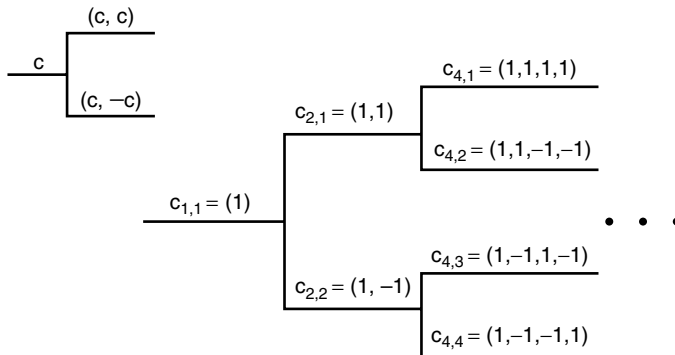 (c, c)
c
(c, –c)
c4,1 = (1,1,1,1)
c2,1 = (1,1)
c4,2 = (1,1,-1,-1)
c1,1 = (1)
c4,3 = (1,-1,1,-1)
c2,2 = (1, -1)
c4,4 = (1,-1,-1,1)